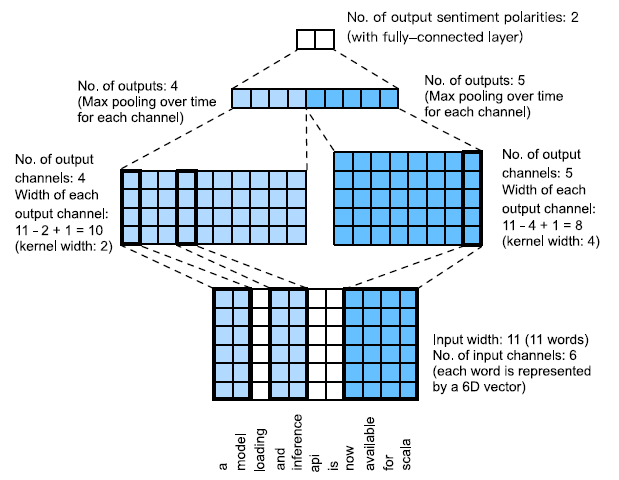 No. of output sentiment polarities: 2
(with fully–connected layer)
No. of outputs: 4
(Max pooling over time
for each channel)
No. of outputs: 5
(Max pooling over time
for each channel)
No. of output
channels: 4
Width of each
output channel:
11 – 2 + 1 = 10
(kernel width: 2)
No. of output
channels: 5
Width of each
output channel:
11 – 4 + 1 = 8
(kernel width: 4)
Input width: 11 (11 words)
No. of input channels: 6
(each word is represented
by a 6D vector)
a
model
loading
and
inference
api
is
now
available
for
scala